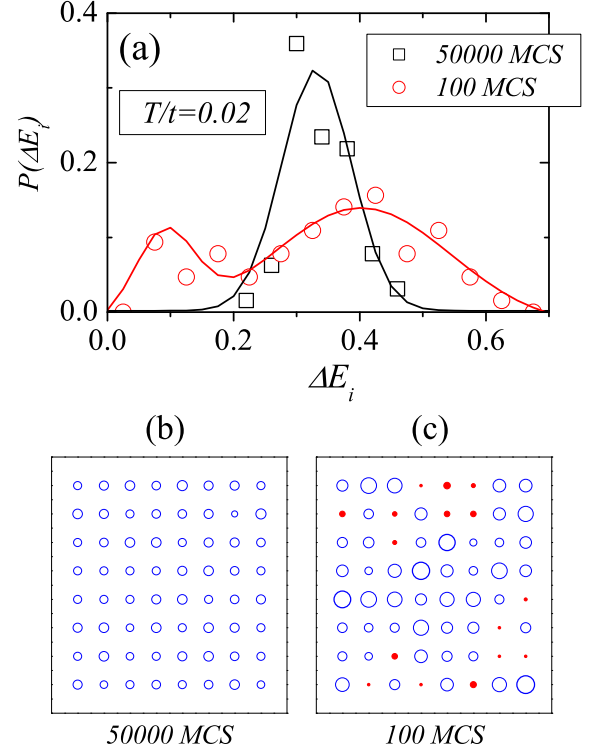 (a)
50000 MCS
100 MCS
T/t=0.02
P(ΔE_i)
0.4
0.2
0.0
0.0 0.2 0.4 0.6
ΔE_i
(b) (c)
50000 MCS 100 MCS